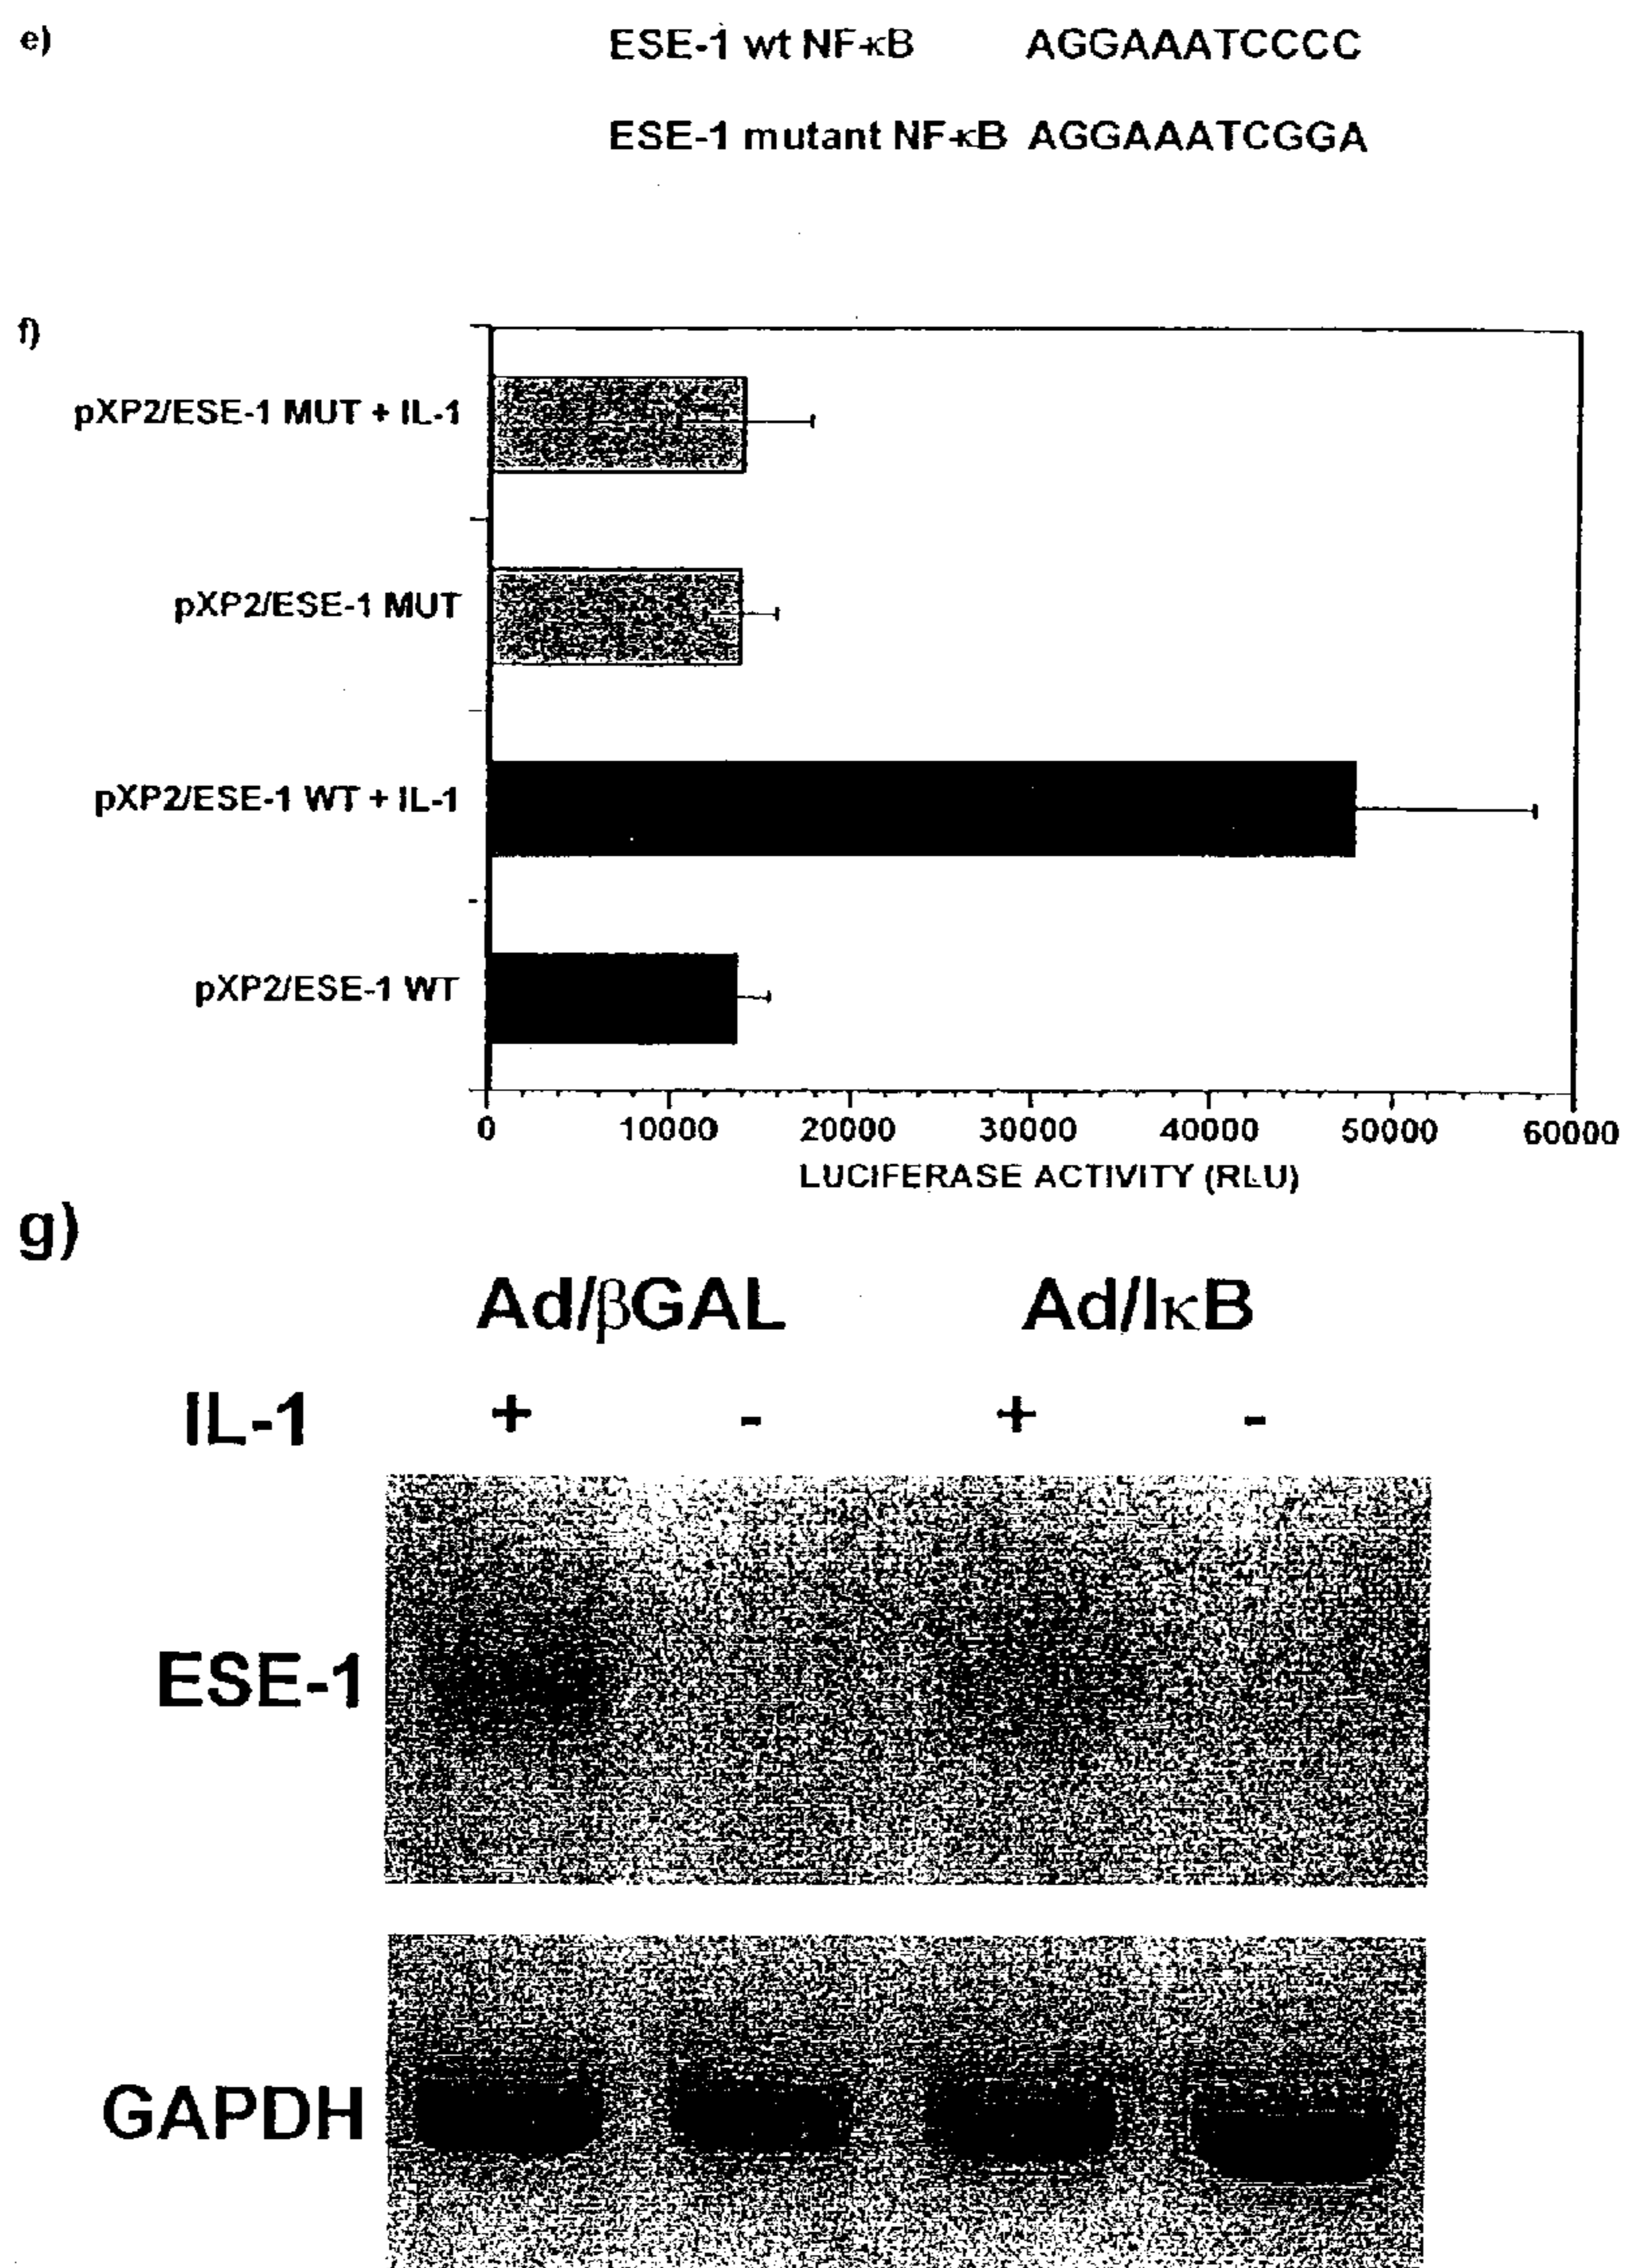 e)
ESE-1 wt NF-κB AGGAAATCCCC
ESE-1 mutant NF-κB AGGAAATCGGA
f)
pXP2/ESE-1 MUT + IL-1
pXP2/ESE-1 MUT
pXP2/ESE-1 WT + IL-1
pXP2/ESE-1 WT
0 10000 20000 30000 40000 50000 60000
LUCIFERASE ACTIVITY (RLU)
g)
Ad/βGAL Ad/IκB
IL-1 + - + -
ESE-1
GAPDH